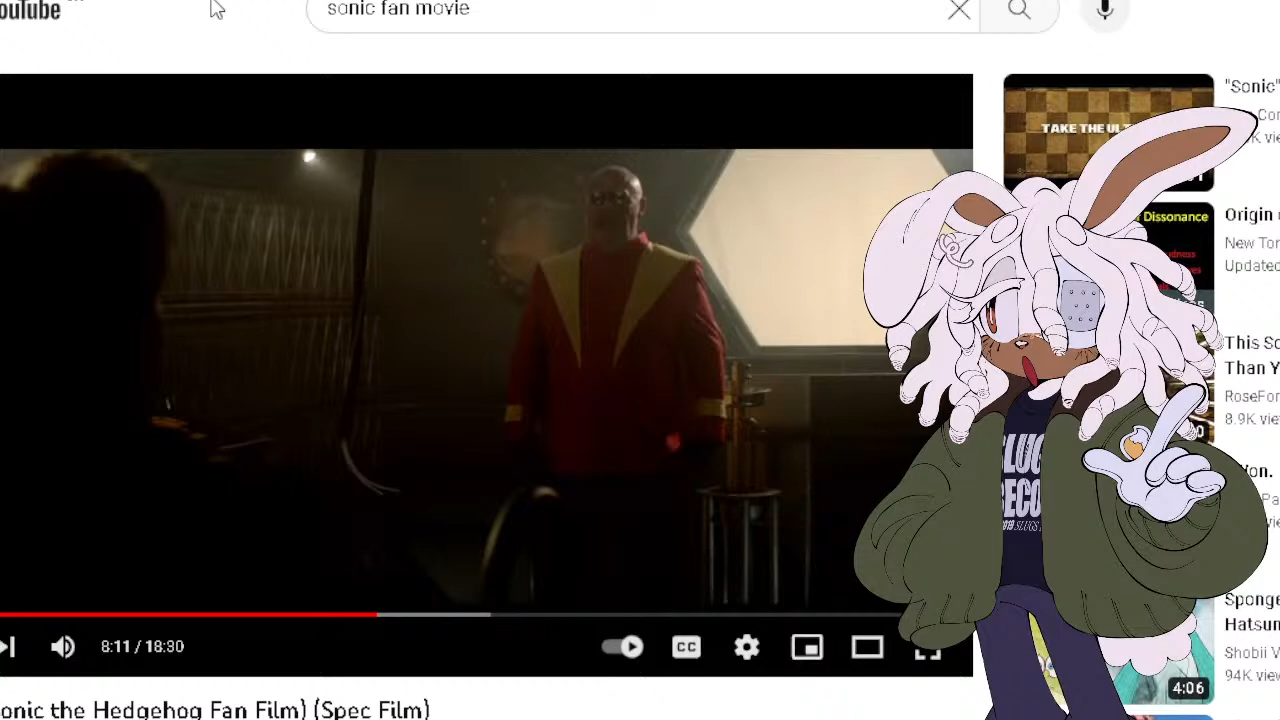 ouTube
sonic fan movie
"Sonic"
TAKE THE UL
Dissonance
Origin
New Tor
Updated
This So
Than Y
RoseFor
8.9K vie
8:11 / 18:30
CC
SLUG
RECO
Sponge
Hatsun
Shobii V
94K view
4:06
onic the Hedgehog Fan Film) (Spec Film)